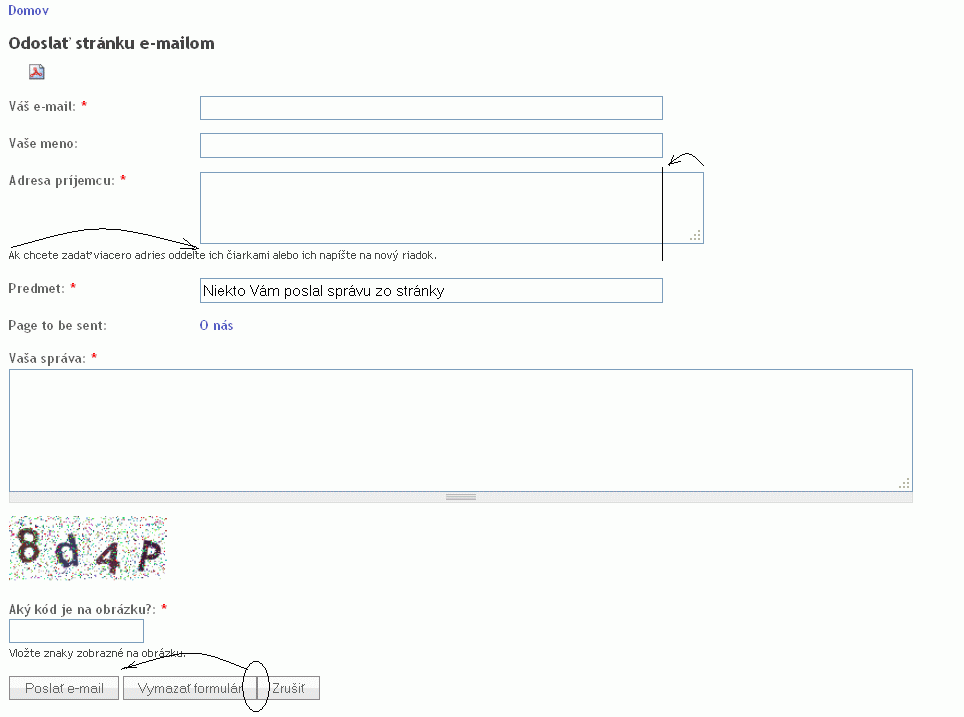 Domov
Odoslať stránku e-mailom
Váš e-mail: *
Vaše meno:
Adresa príjemcu: *
Ak chcete zadať viacero adries oddeľte ich čiarkami alebo ich napíšte na nový riadok.
Predmet: * Niekto Vám poslal správu zo stránky
Page to be sent: O nás
Vaša správa: *
8d4P
Aký kód je na obrázku?: *
Vložte znaky zobrazné na obrázku.
Poslať e-mail Vymazať formulár Zrušiť